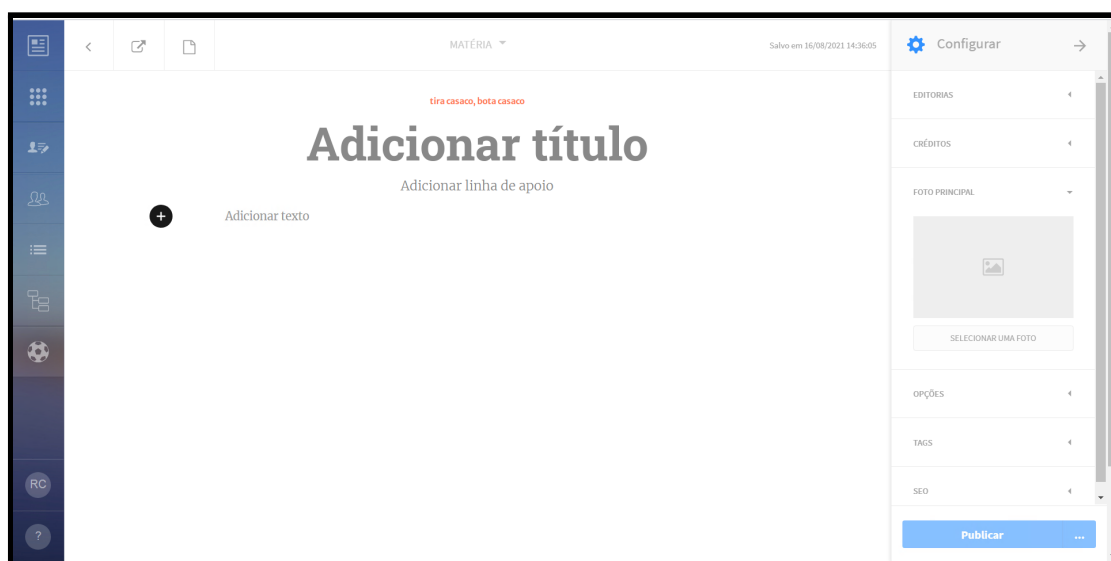 MATÉRIA
Salvo em 16/08/2021 14:36:05
Configurar
tira casaco, bota casaco
Adicionar título
Adicionar linha de apoio
Adicionar texto
EDITORIAS
CRÉDITOS
FOTO PRINCIPAL
SELECIONAR UMA FOTO
OPÇÕES
TAGS
SEO
Publicar ...
RC
?